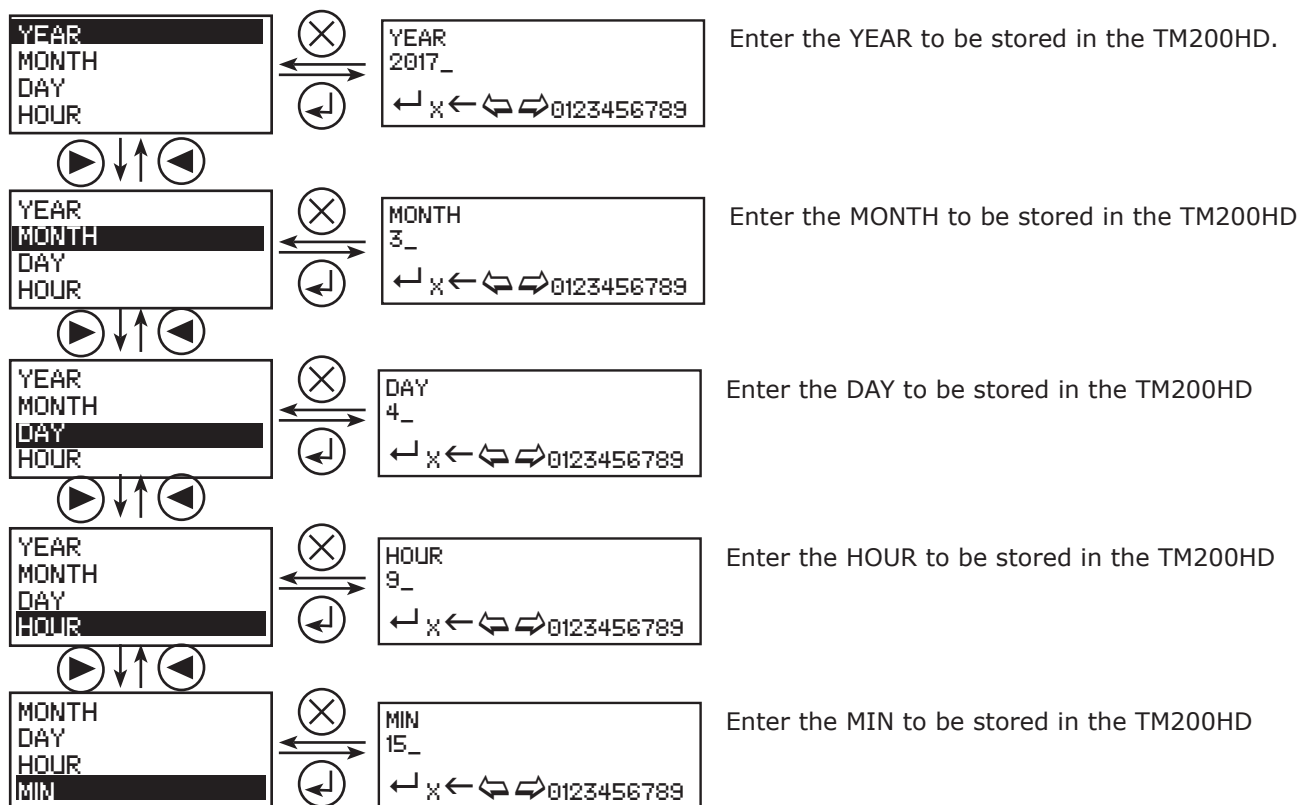 YEAR
MONTH
DAY
HOUR
YEAR
2017_
↵ x ← ⇦ ⇨ 0123456789
Enter the YEAR to be stored in the TM200HD.
YEAR
MONTH
DAY
HOUR
MONTH
3_
↵ x ← ⇦ ⇨ 0123456789
Enter the MONTH to be stored in the TM200HD
YEAR
MONTH
DAY
HOUR
DAY
4_
↵ x ← ⇦ ⇨ 0123456789
Enter the DAY to be stored in the TM200HD
YEAR
MONTH
DAY
HOUR
HOUR
9_
↵ x ← ⇦ ⇨ 0123456789
Enter the HOUR to be stored in the TM200HD
MONTH
DAY
HOUR
MIN
MIN
15_
↵ x ← ⇦ ⇨ 0123456789
Enter the MIN to be stored in the TM200HD